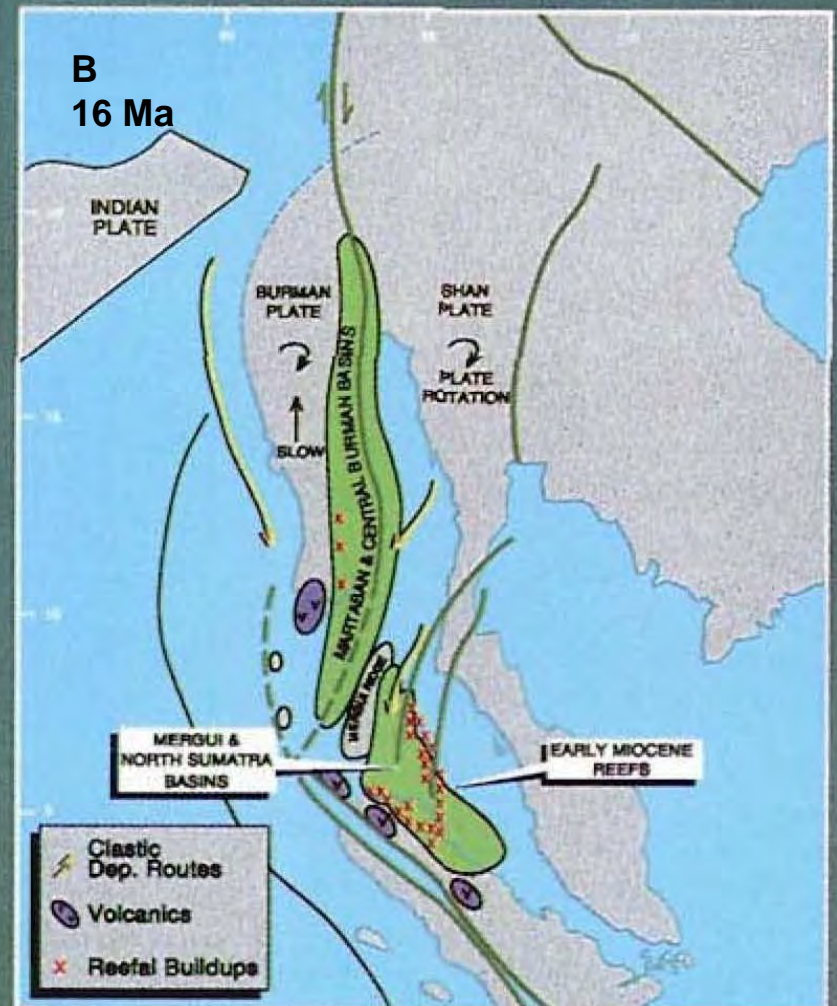 B
16 Ma
INDIAN
PLATE
BURMAN
PLATE
SHAN
PLATE
PLATE
ROTATION
SLOW
MARTABAN & CENTRAL BURMAN BASINS
MERGUI RIDGE
MERGUI &
NORTH SUMATRA
BASINS
EARLY MIOCENE
REEFS
Clastic
Dep. Routes
Volcanics
Reefal Buildups